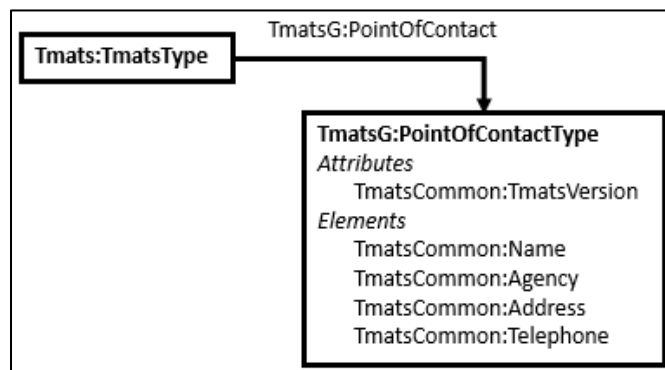 TmatsG:PointOfContact
Tmats:TmatsType
TmatsG:PointOfContactType
Attributes
TmatsCommon:TmatsVersion
Elements
TmatsCommon:Name
TmatsCommon:Agency
TmatsCommon:Address
TmatsCommon:Telephone